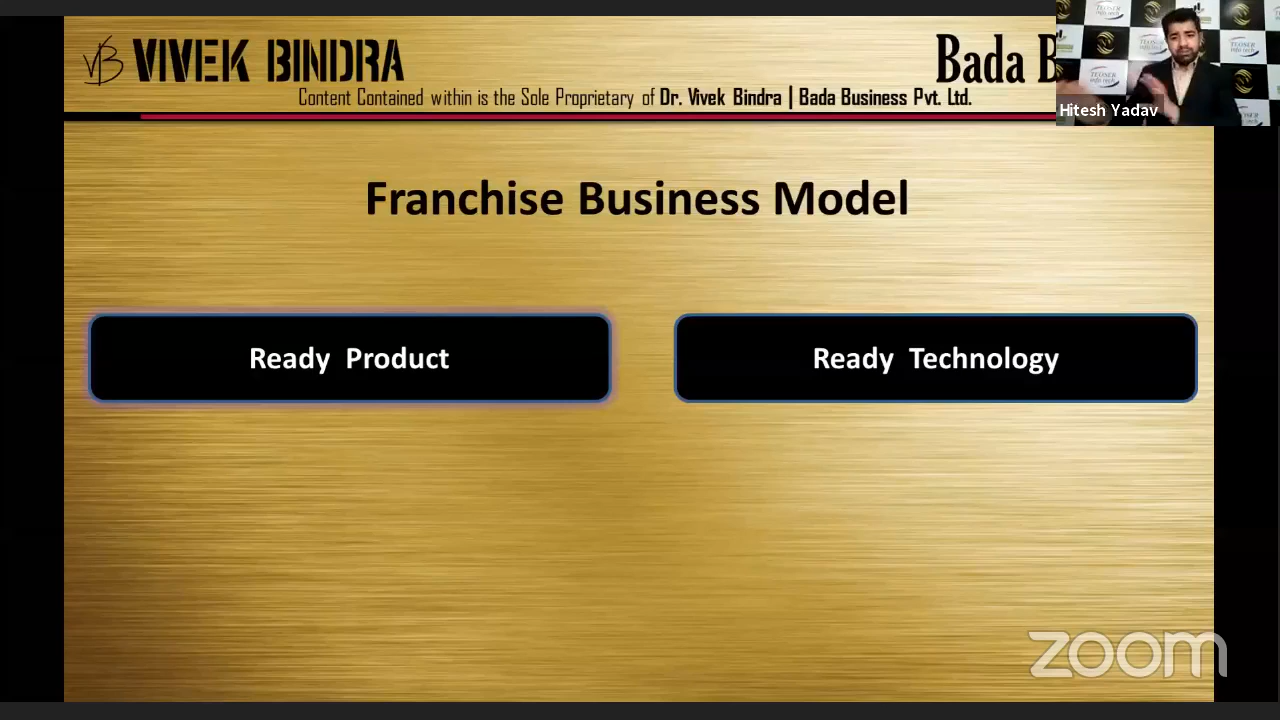 VB VIVEK BINDRA
Bada B
Content Contained within is the Sole Proprietary of Dr. Vivek Bindra | Bada Business Pvt. Ltd.
Hitesh Yadav
Franchise Business Model
Ready Product
Ready Technology
zoom